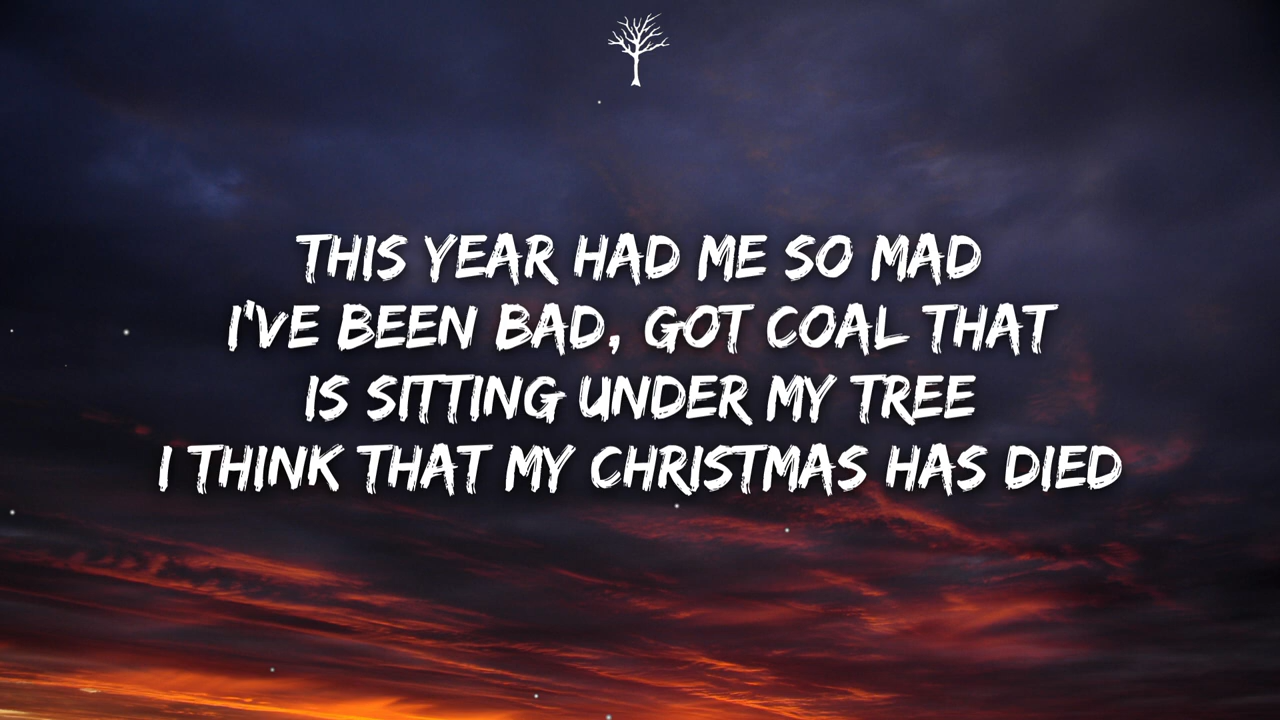 THIS YEAR HAD ME SO MAD
I'VE BEEN BAD, GOT COAL THAT
IS SITTING UNDER MY TREE
I THINK THAT MY CHRISTMAS HAS DIED